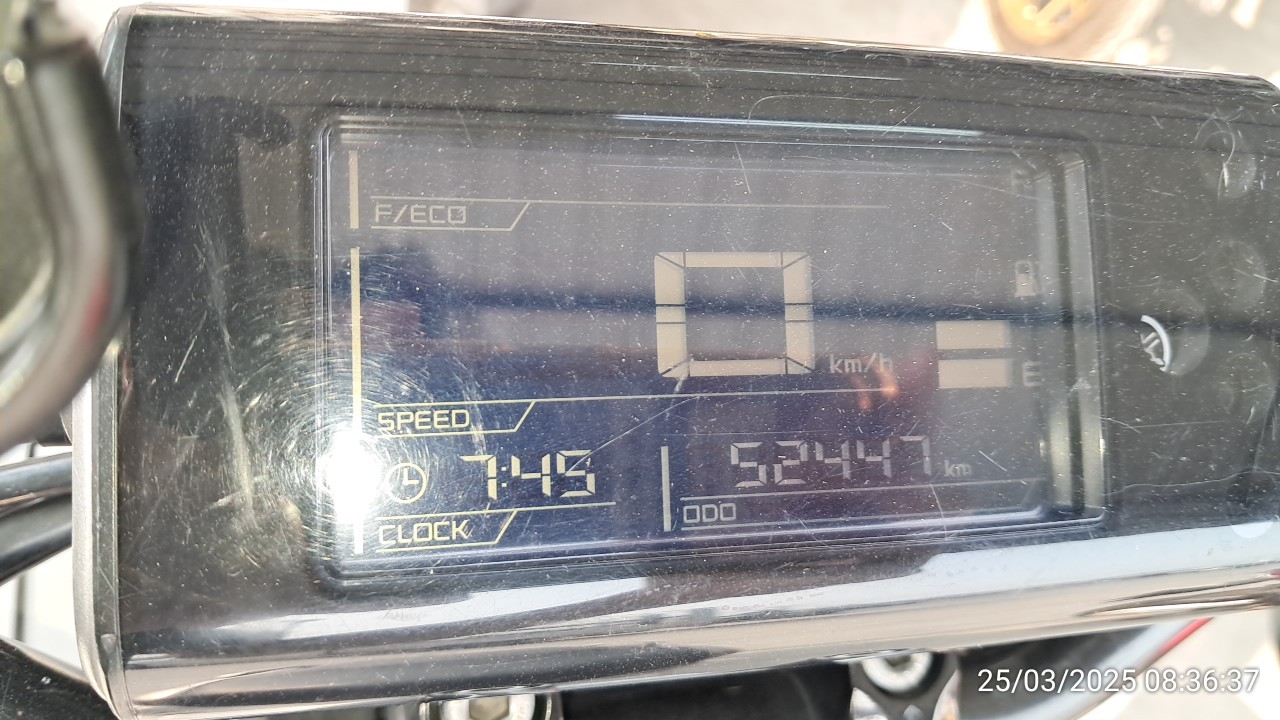 F/ECO
F
0 km/h
E
SPEED
7:45
52447 km
CLOCK
ODO
25/03/2025 08:36:37